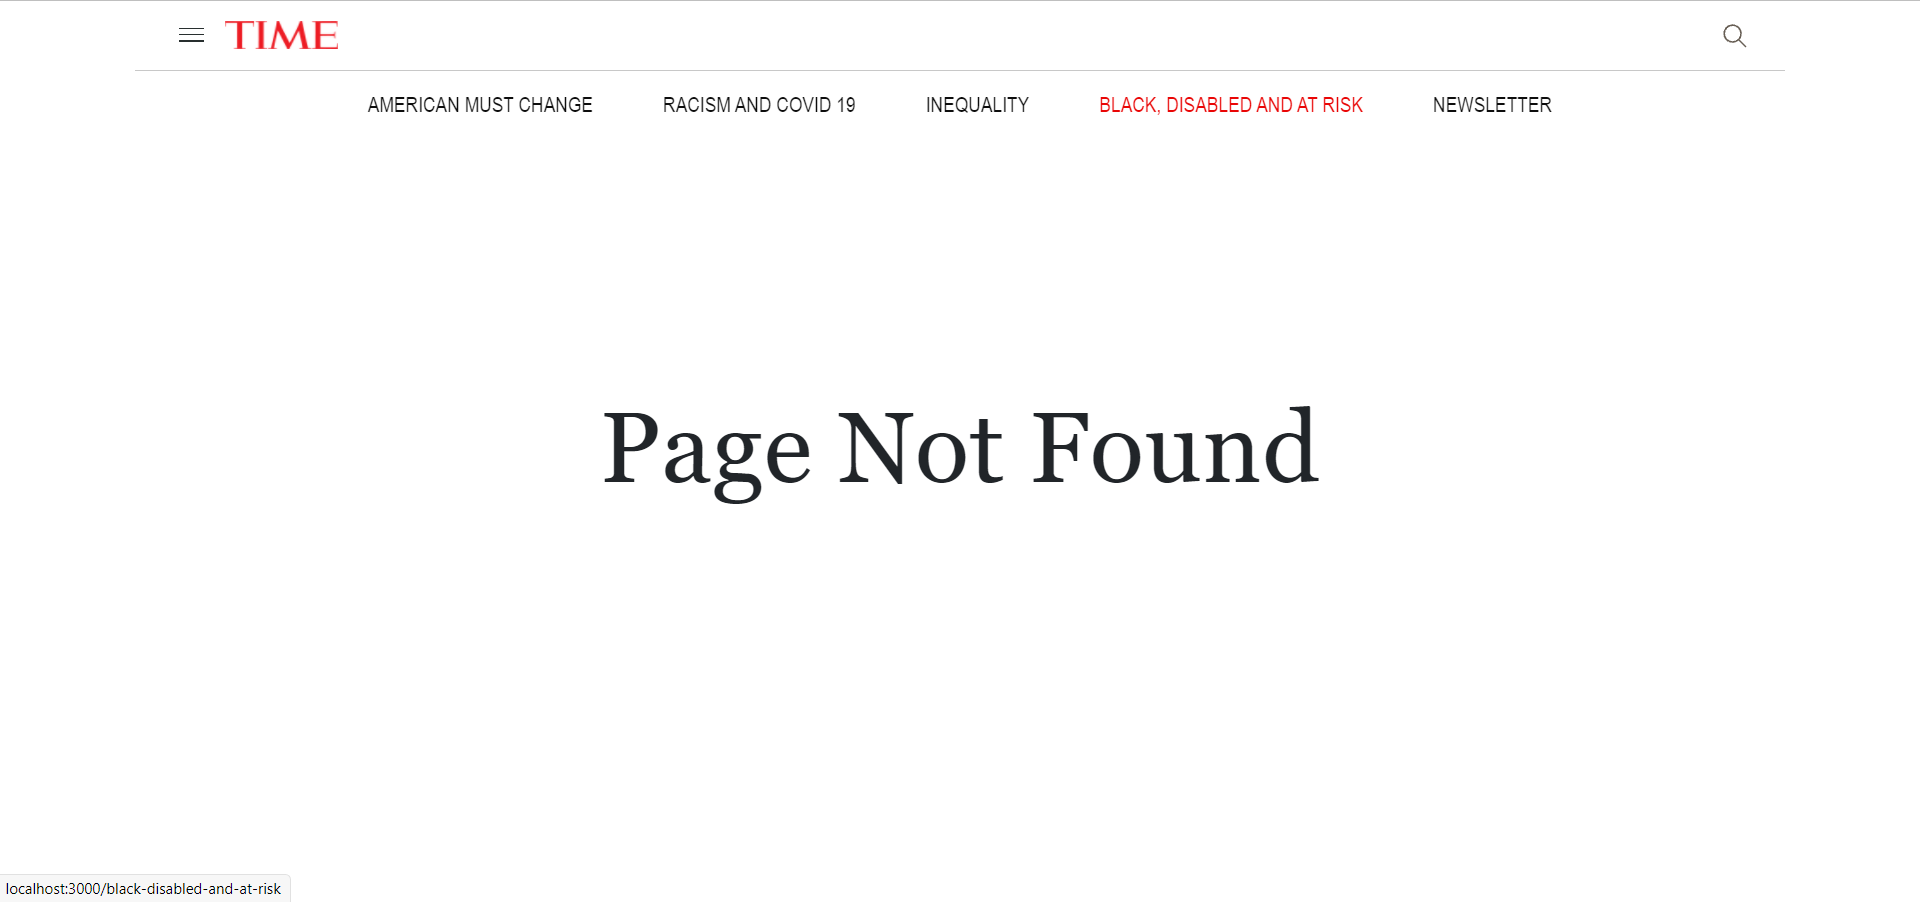 TIME
AMERICAN MUST CHANGE RACISM AND COVID 19 INEQUALITY BLACK, DISABLED AND AT RISK NEWSLETTER
Page Not Found
localhost:3000/black-disabled-and-at-risk